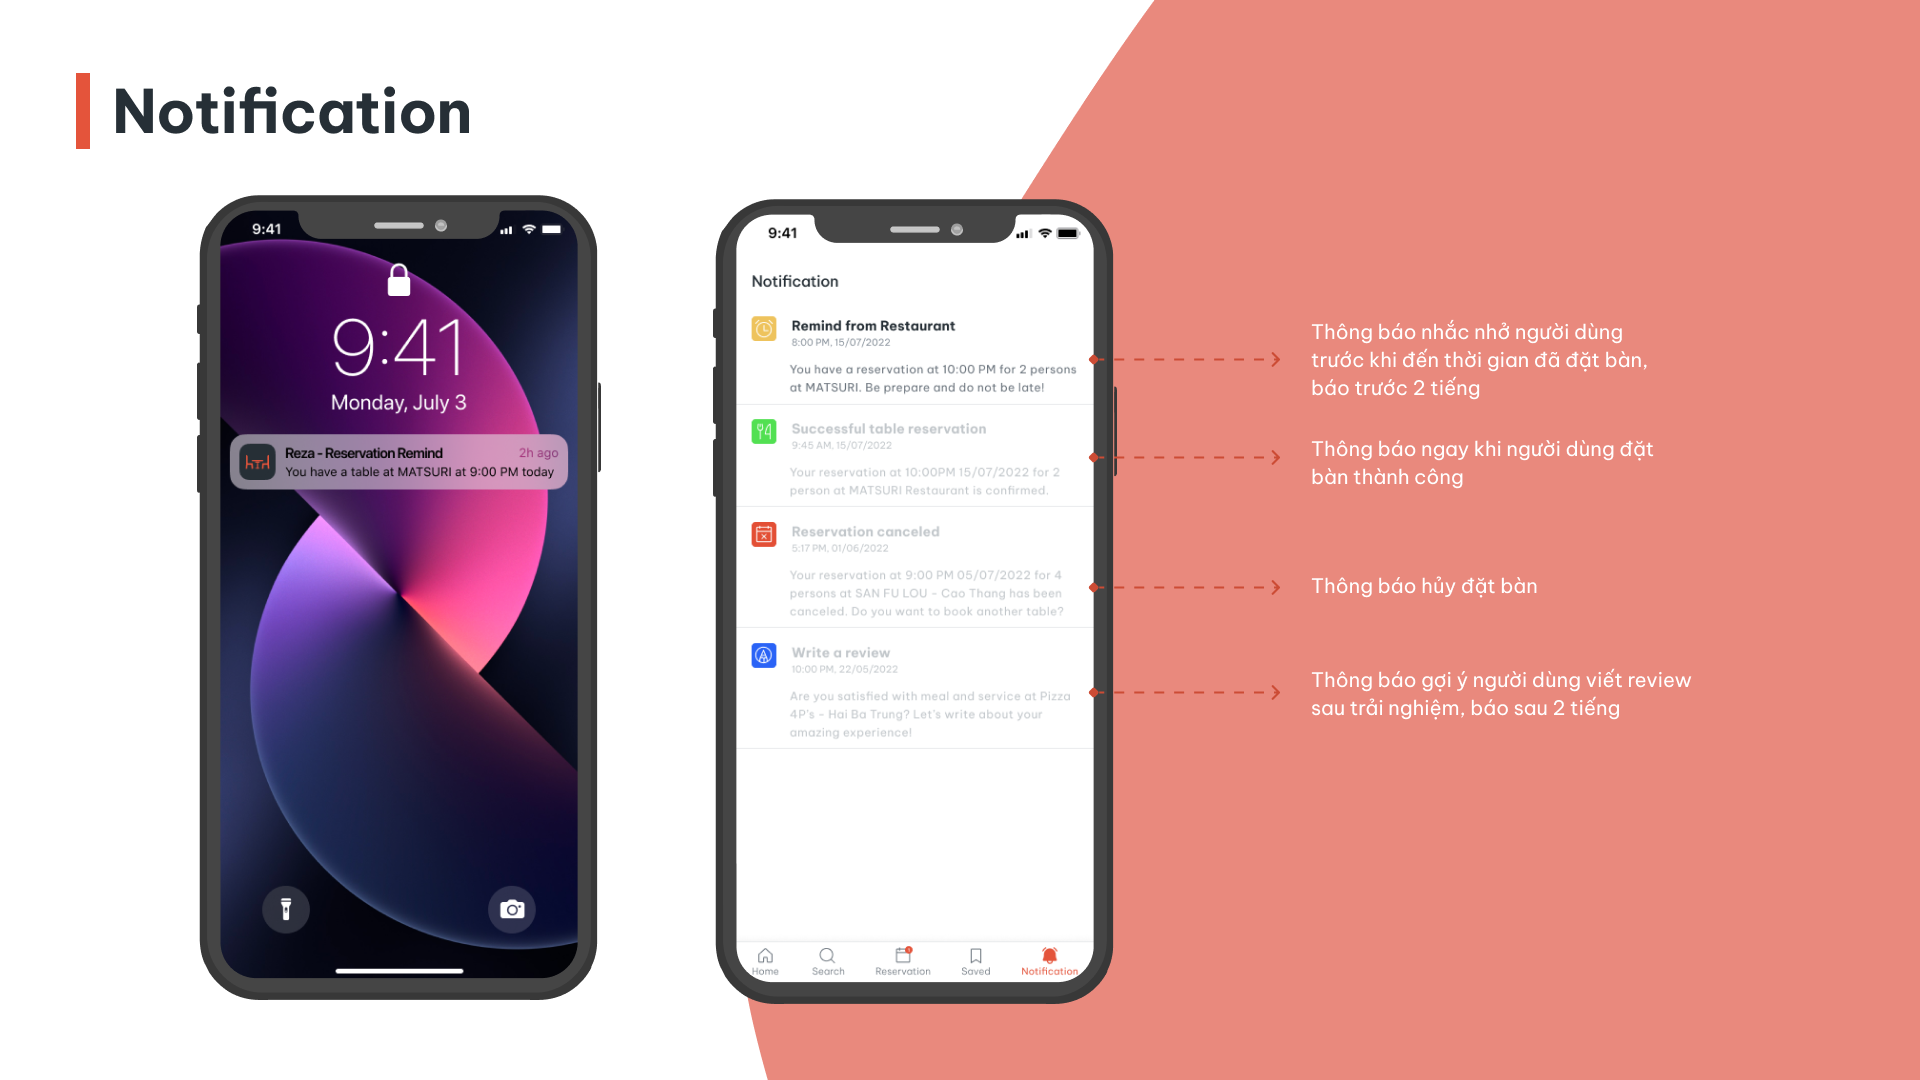 Notification
9:41
9:41
Monday, July 3
Reza - Reservation Remind
2h ago
You have a table at MATSURI at 9:00 PM today
9:41
Notification
Remind from Restaurant
8:00 PM, 15/07/2022
You have a reservation at 10:00 PM for 2 persons
at MATSURI. Be prepare and do not be late!
Successful table reservation
9:45 AM, 15/07/2022
Your reservation at 10:00PM 15/07/2022 for 2
person at MATSURI Restaurant is confirmed.
Reservation canceled
5:17 PM, 01/06/2022
Your reservation at 9:00 PM 05/07/2022 for 4
persons at SAN FU LOU - Cao Thang has been
canceled. Do you want to book another table?
Write a review
10:00 PM, 22/05/2022
Are you satisfied with meal and service at Pizza
4P's - Hai Ba Trung? Let's write about your
amazing experience!
Home
Search
Reservation
Saved
Notification
Thông báo nhắc nhở người dùng
trước khi đến thời gian đã đặt bàn,
báo trước 2 tiếng
Thông báo ngay khi người dùng đặt
bàn thành công
Thông báo hủy đặt bàn
Thông báo gợi ý người dùng viết review
sau trải nghiệm, báo sau 2 tiếng